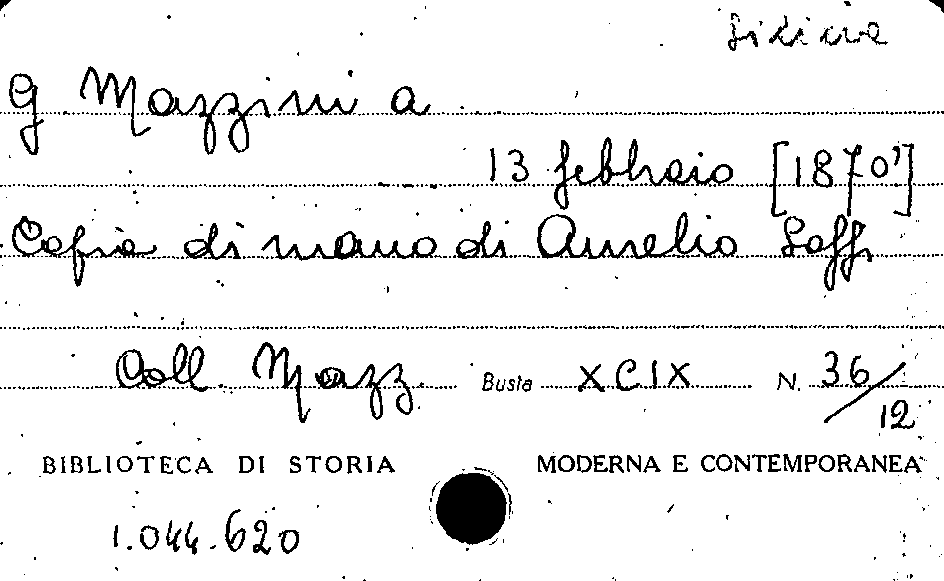 G. Mazzini a ...
13 febbraio [1870?]
Copia di mano di Aurelio Saffi
Coll. Mazz. Busta XCIX N. 36/12
BIBLIOTECA DI STORIA MODERNA E CONTEMPORANEA
1.044.620